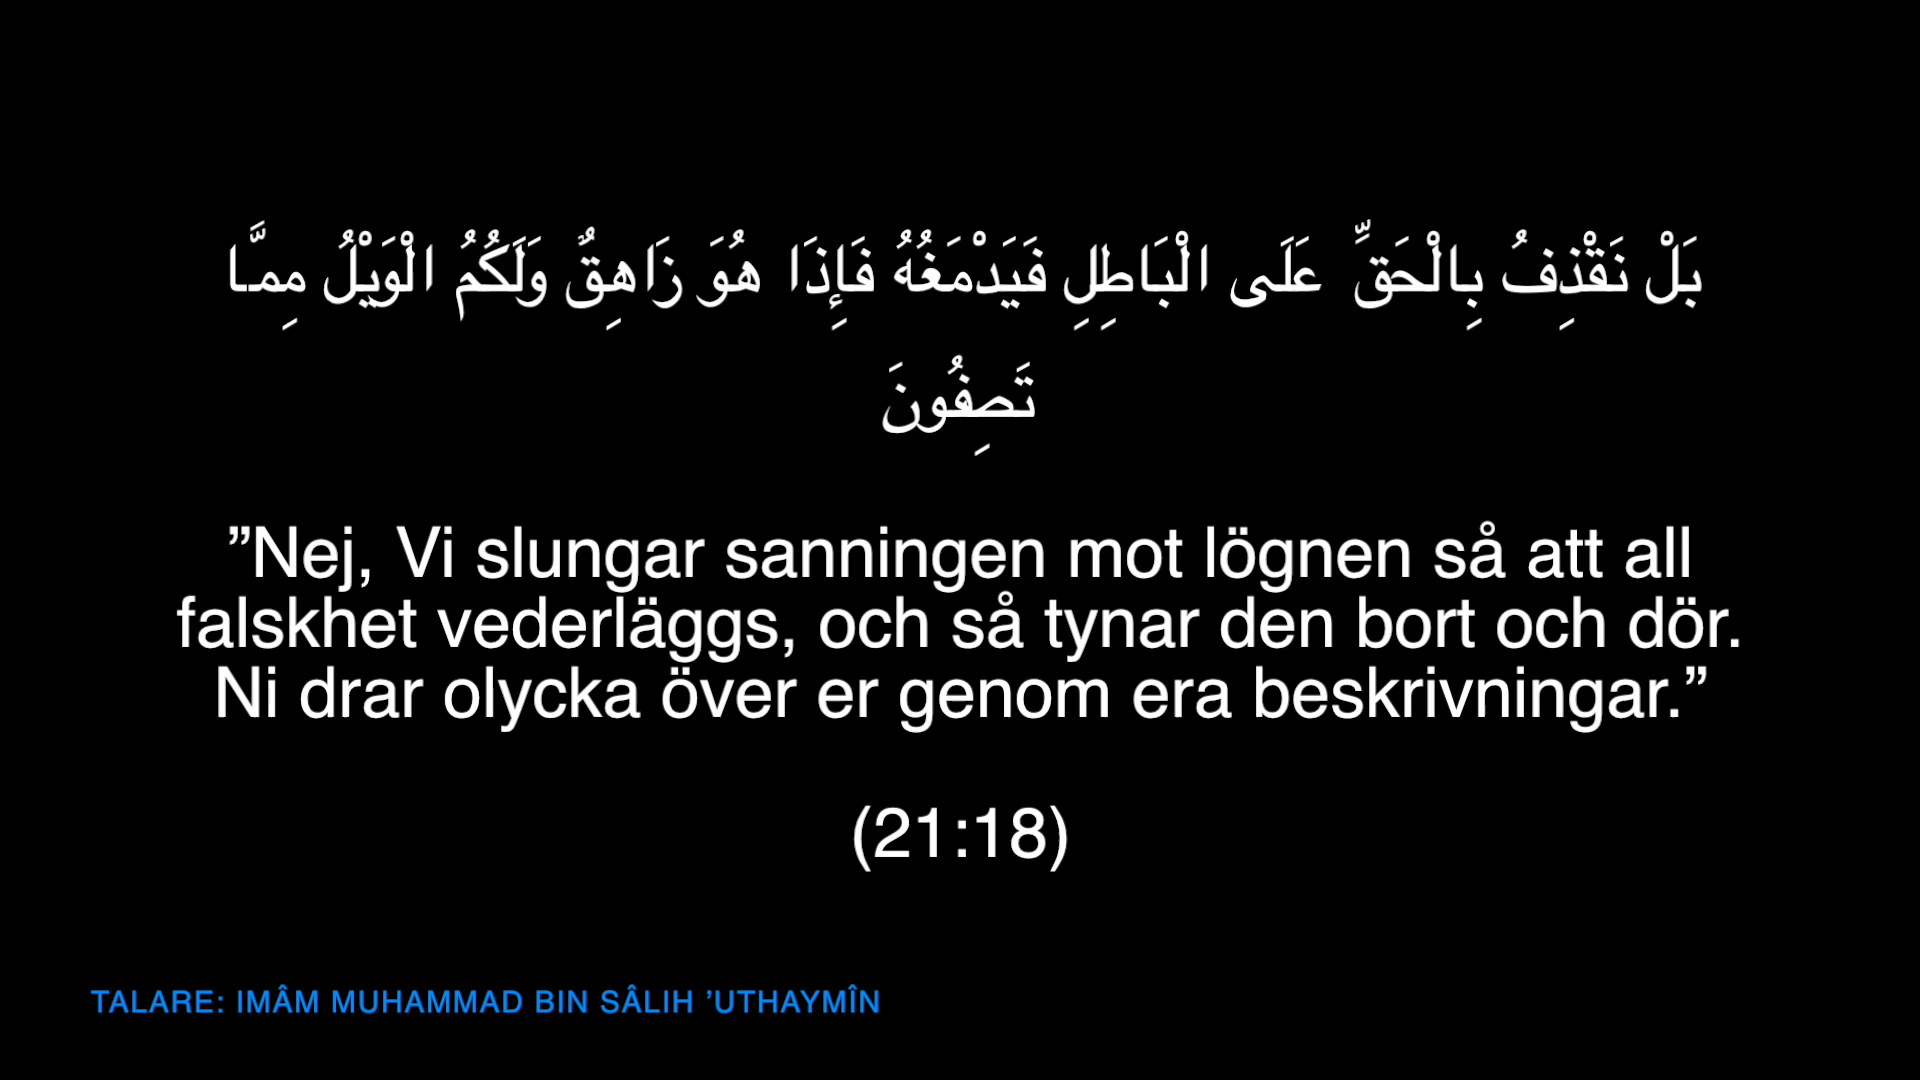 بَلْ نَقْذِفُ بِالْحَقِّ عَلَى الْبَاطِلِ فَيَدْمَغُهُ فَإِذَا هُوَ زَاهِقٌ وَلَكُمُ الْوَيْلُ مِمَّا
تَصِفُونَ
”Nej, Vi slungar sanningen mot lögnen så att all
falskhet vederläggs, och så tynar den bort och dör.
Ni drar olycka över er genom era beskrivningar.”
(21:18)
TALARE: IMÂM MUHAMMAD BIN SÂLIH ’UTHAYMÎN